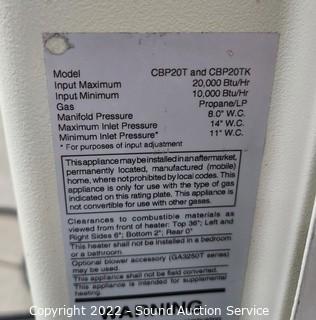 Model CBP20T and CBP20TK
Input Maximum 20,000 Btu/Hr
Input Minimum 10,000 Btu/Hr
Gas Propane/LP
Manifold Pressure 8.0" W.C.
Maximum Inlet Pressure 14" W.C.
Minimum Inlet Pressure* 11" W.C.
* For purposes of input adjustment
This appliance may be installed in an aftermarket,
permanently located, manufactured (mobile)
home, where not prohibited by local codes. This
appliance is only for use with the type of gas
indicated on this rating plate. This appliance is
not convertible for use with other gases.
Clearances to combustible materials as
viewed from front of heater: Top 36"; Left and
Right Sides 6"; Bottom 2"; Rear 0"
This heater shall not be installed in a bedroom
or a bathroom.
Optional blower accessory (GA3250T series)
may be used.
This appliance shall not be field converted.
This appliance is intended for supplemental
heating.
WARNING
Copyright 2022 - Sound Auction Service